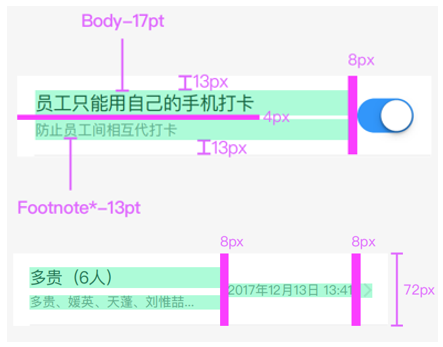 Body-17pt
8px
13px
员工只能用自己的手机打卡
4px
防止员工间相互代打卡
13px
Footnote*-13pt
8px
8px
多贵（6人）
2017年12月13日 13:41
多贵、媛英、天蓬、刘惟喆...
72px